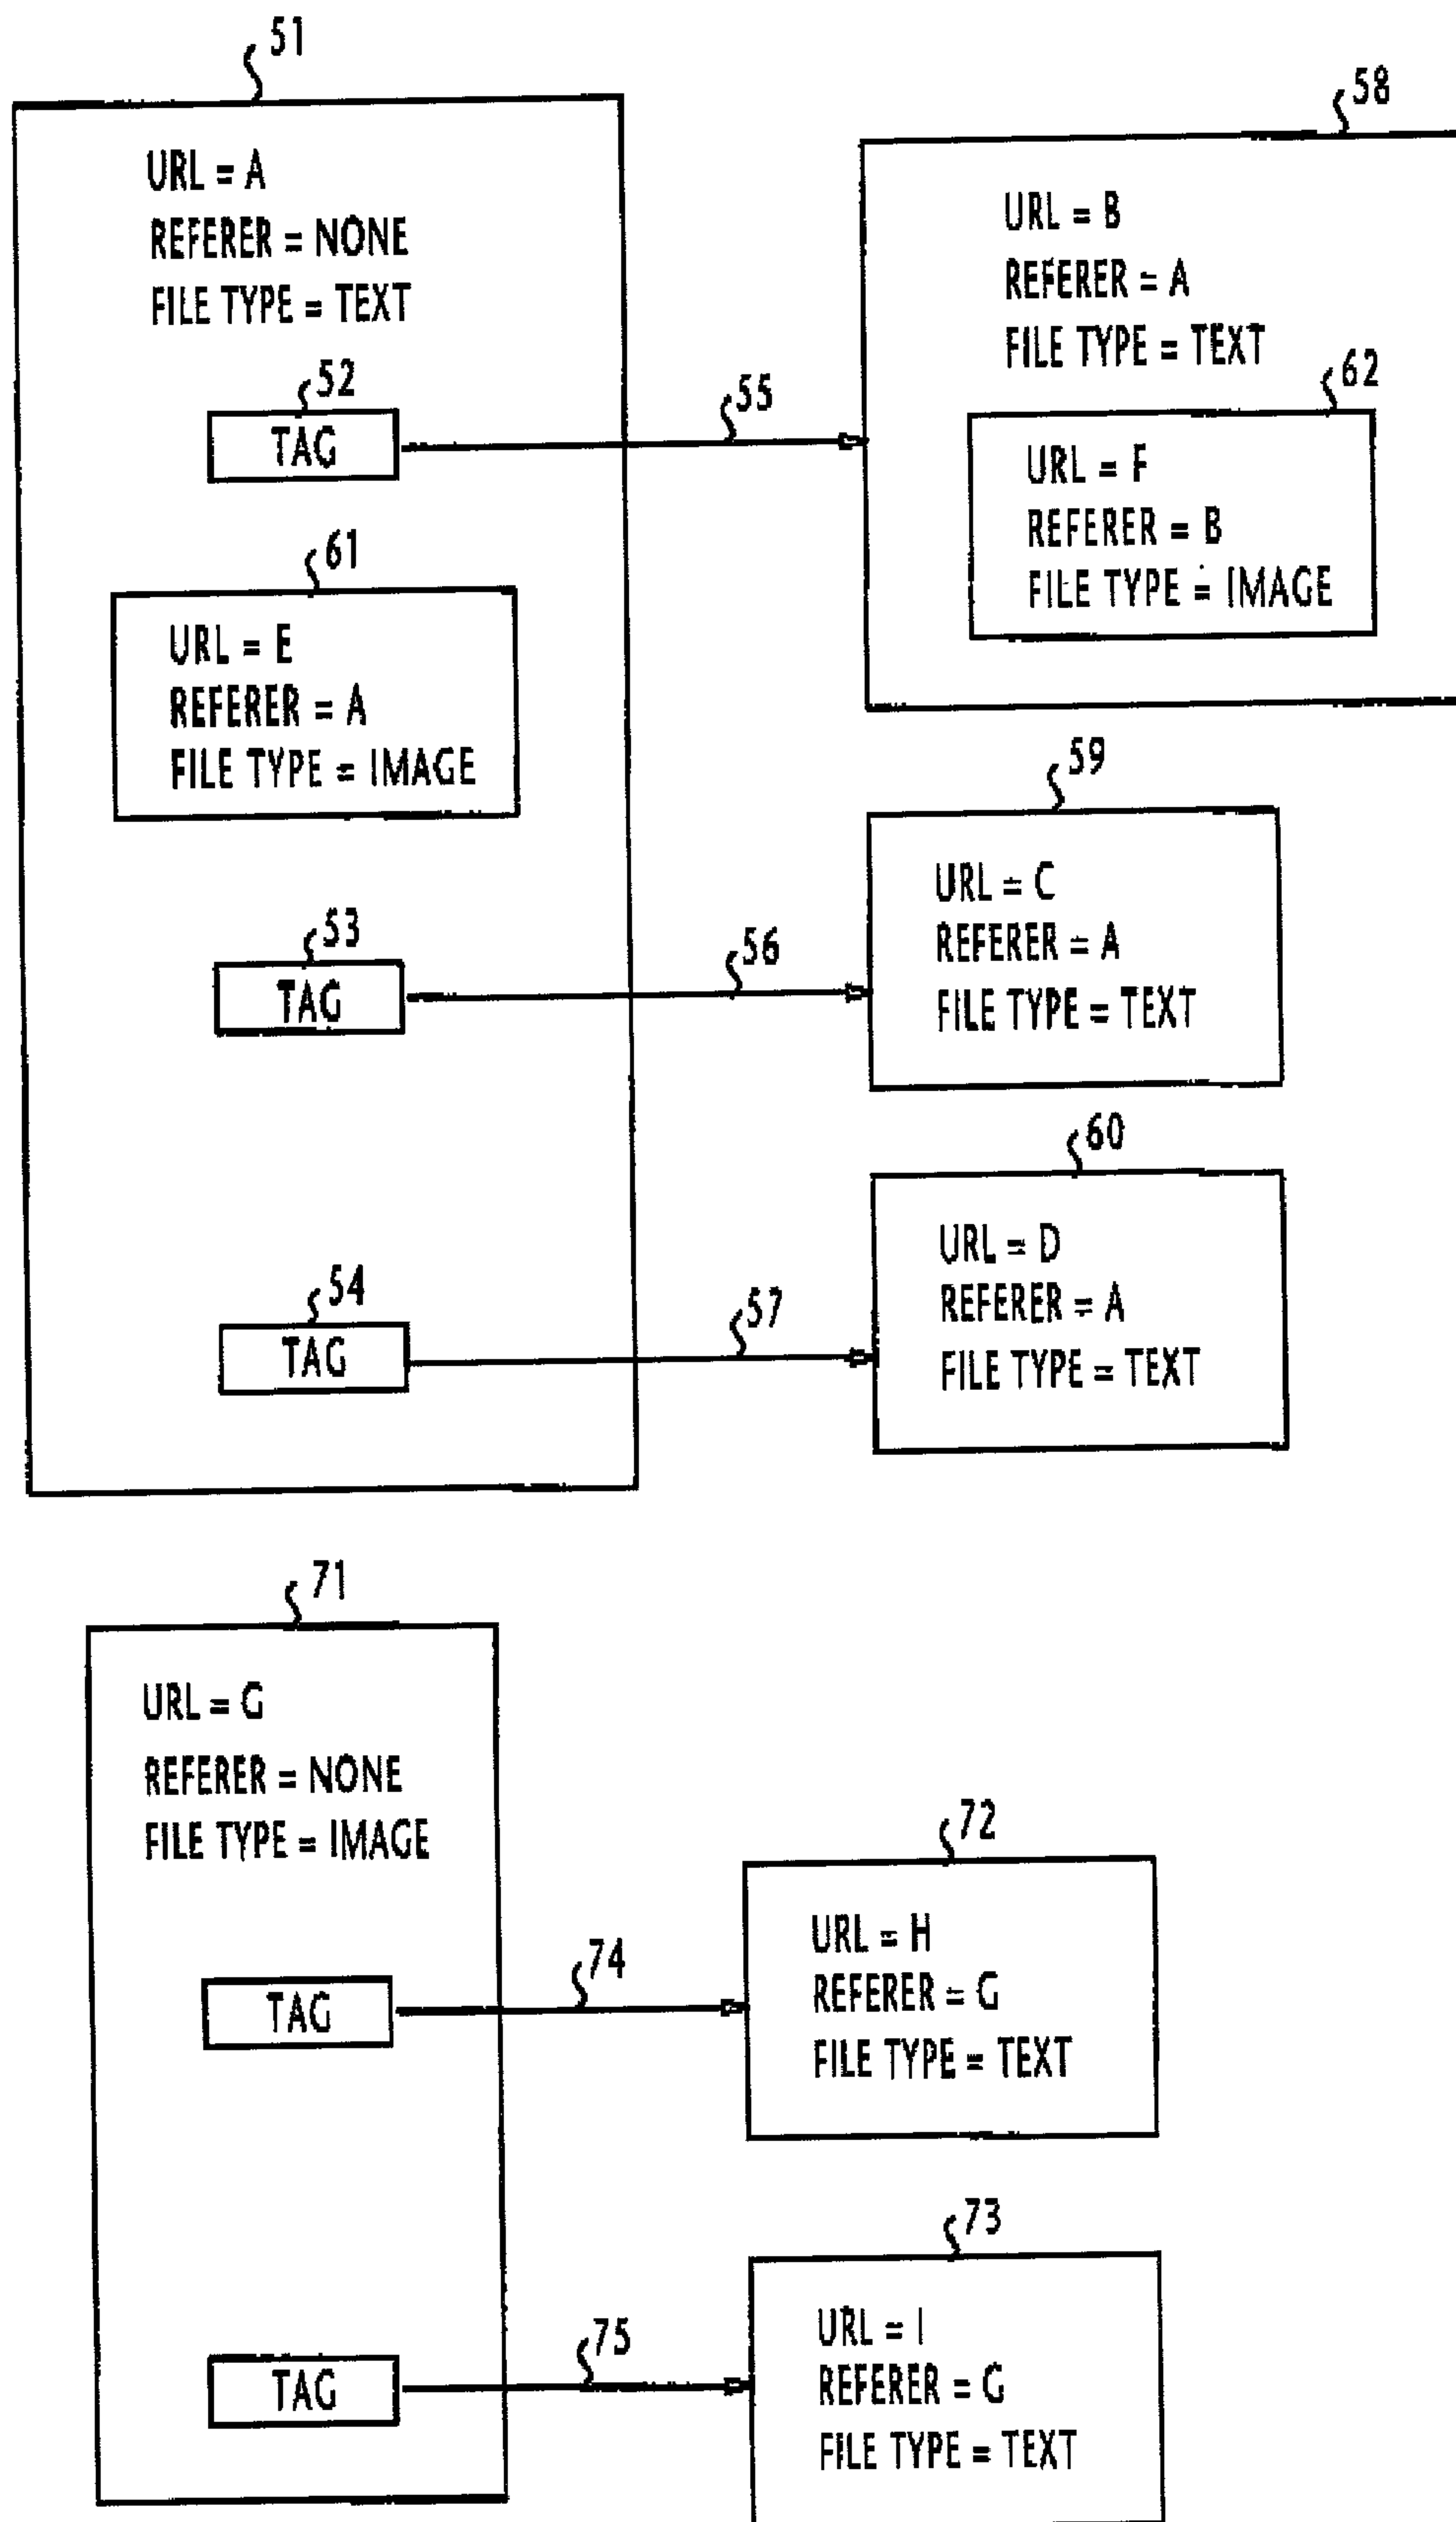 51
URL = A
REFERER = NONE
FILE TYPE = TEXT
52
TAG
55
61
URL = E
REFERER = A
FILE TYPE = IMAGE
53
TAG
56
54
TAG
57
58
URL = B
REFERER = A
FILE TYPE = TEXT
62
URL = F
REFERER = B
FILE TYPE = IMAGE
59
URL = C
REFERER = A
FILE TYPE = TEXT
60
URL = D
REFERER = A
FILE TYPE = TEXT
71
URL = G
REFERER = NONE
FILE TYPE = IMAGE
TAG
74
TAG
75
72
URL = H
REFERER = G
FILE TYPE = TEXT
73
URL = I
REFERER = G
FILE TYPE = TEXT